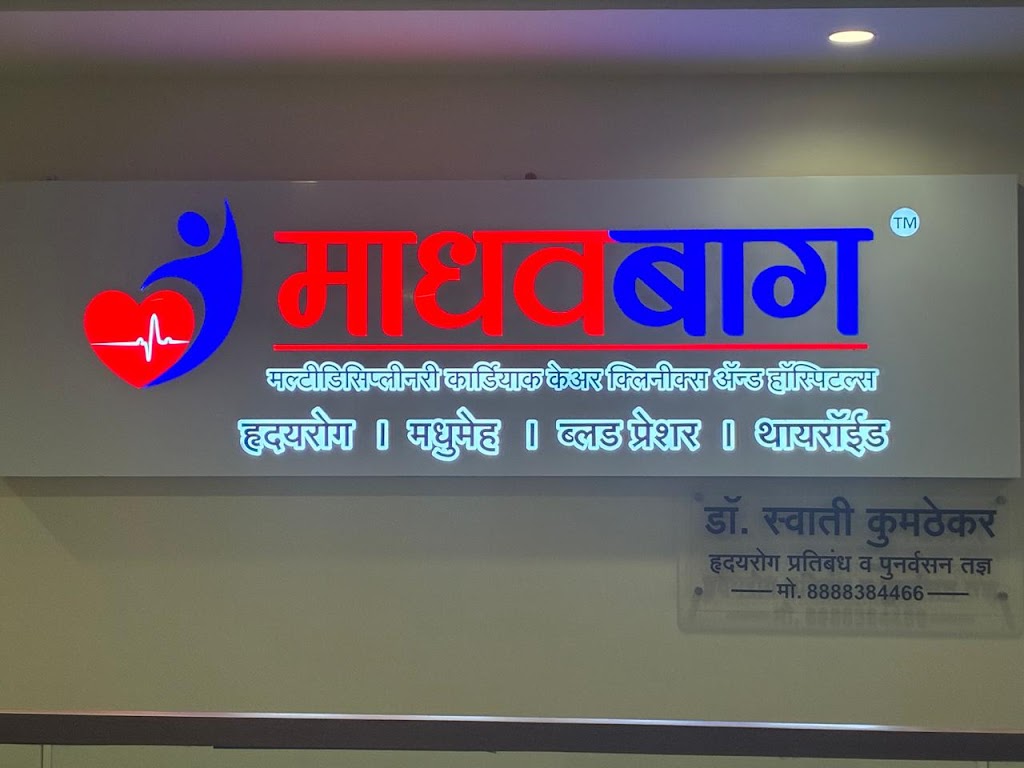 माधवबाग TM
मल्टीडिसिप्लीनरी कार्डियाक केअर क्लिनीक्स ॲन्ड हॉस्पिटल्स
हृदयरोग | मधुमेह | ब्लड प्रेशर | थायरॉईड
डॉ. स्वाती कुमठेकर
हृदयरोग प्रतिबंध व पुनर्वसन तज्ञ
मो. 8888384466